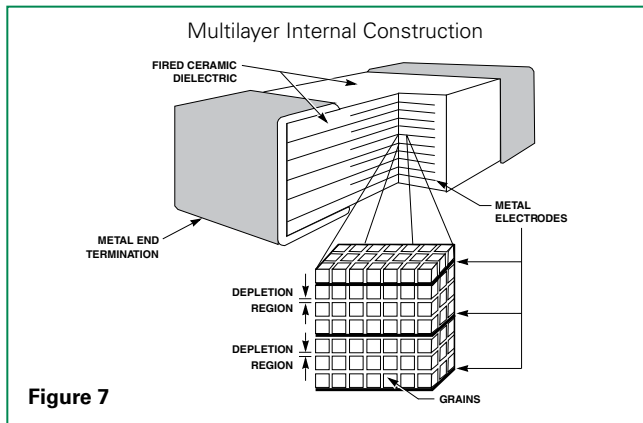 Multilayer Internal Construction
FIRED CERAMIC
DIELECTRIC
METAL
ELECTRODES
METAL END
TERMINATION
DEPLETION
REGION
DEPLETION
REGION
GRAINS
Figure 7